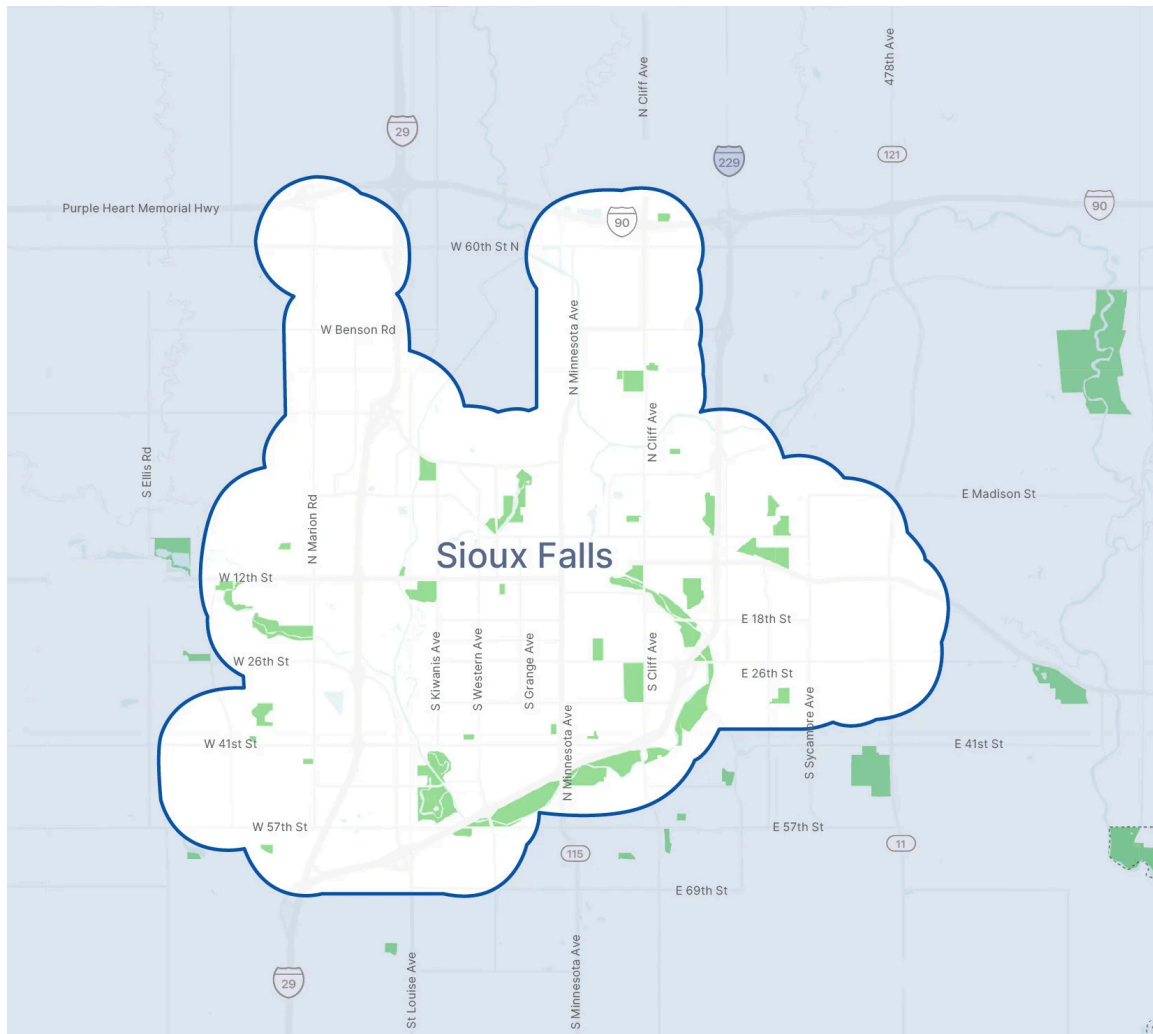 478th Ave
N Cliff Ave
29
229
121
90
Purple Heart Memorial Hwy
90
W 60th St N
W Benson Rd
N Minnesota Ave
N Cliff Ave
S Ellis Rd
E Madison St
N Marion Rd
Sioux Falls
W 12th St
E 18th St
W 26th St
S Kiwanis Ave
S Western Ave
S Grange Ave
S Cliff Ave
E 26th St
W 41st St
N Minnesota Ave
S Sycamore Ave
E 41st St
W 57th St
E 57th St
115
11
E 69th St
29
St Louise Ave
S Minnesota Ave